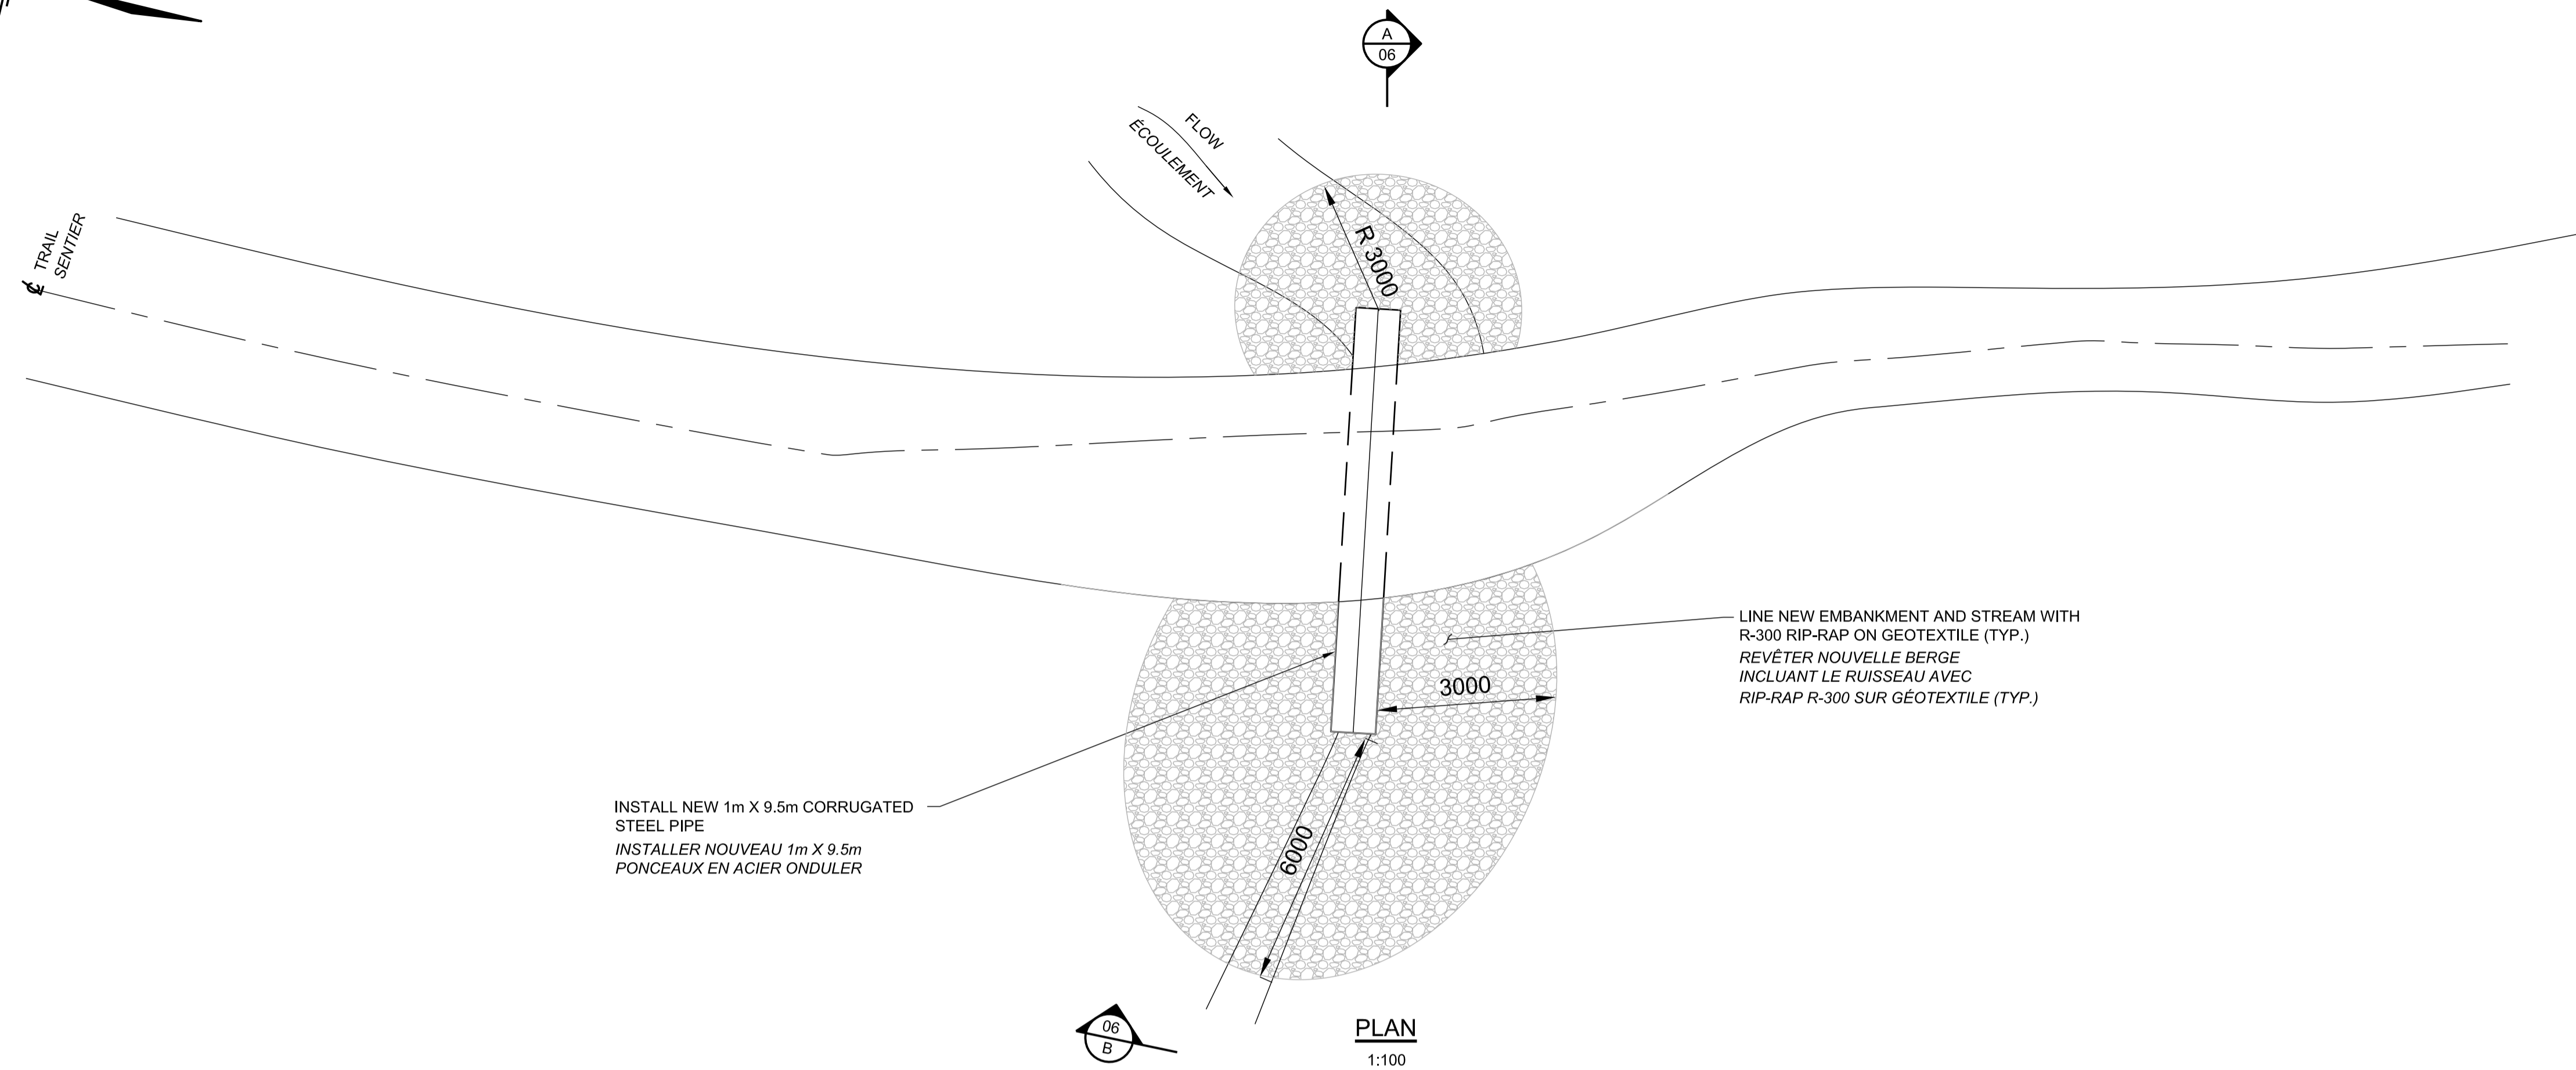 A
06
FLOW
ÉCOULEMENT
TRAIL
SENTIER
R 3000
LINE NEW EMBANKMENT AND STREAM WITH
R-300 RIP-RAP ON GEOTEXTILE (TYP.)
REVÊTER NOUVELLE BERGE
INCLUANT LE RUISSEAU AVEC
RIP-RAP R-300 SUR GÉOTEXTILE (TYP.)
3000
INSTALL NEW 1m X 9.5m CORRUGATED
STEEL PIPE
INSTALLER NOUVEAU 1m X 9.5m
PONCEAUX EN ACIER ONDULER
6000
06
B
PLAN
1:100